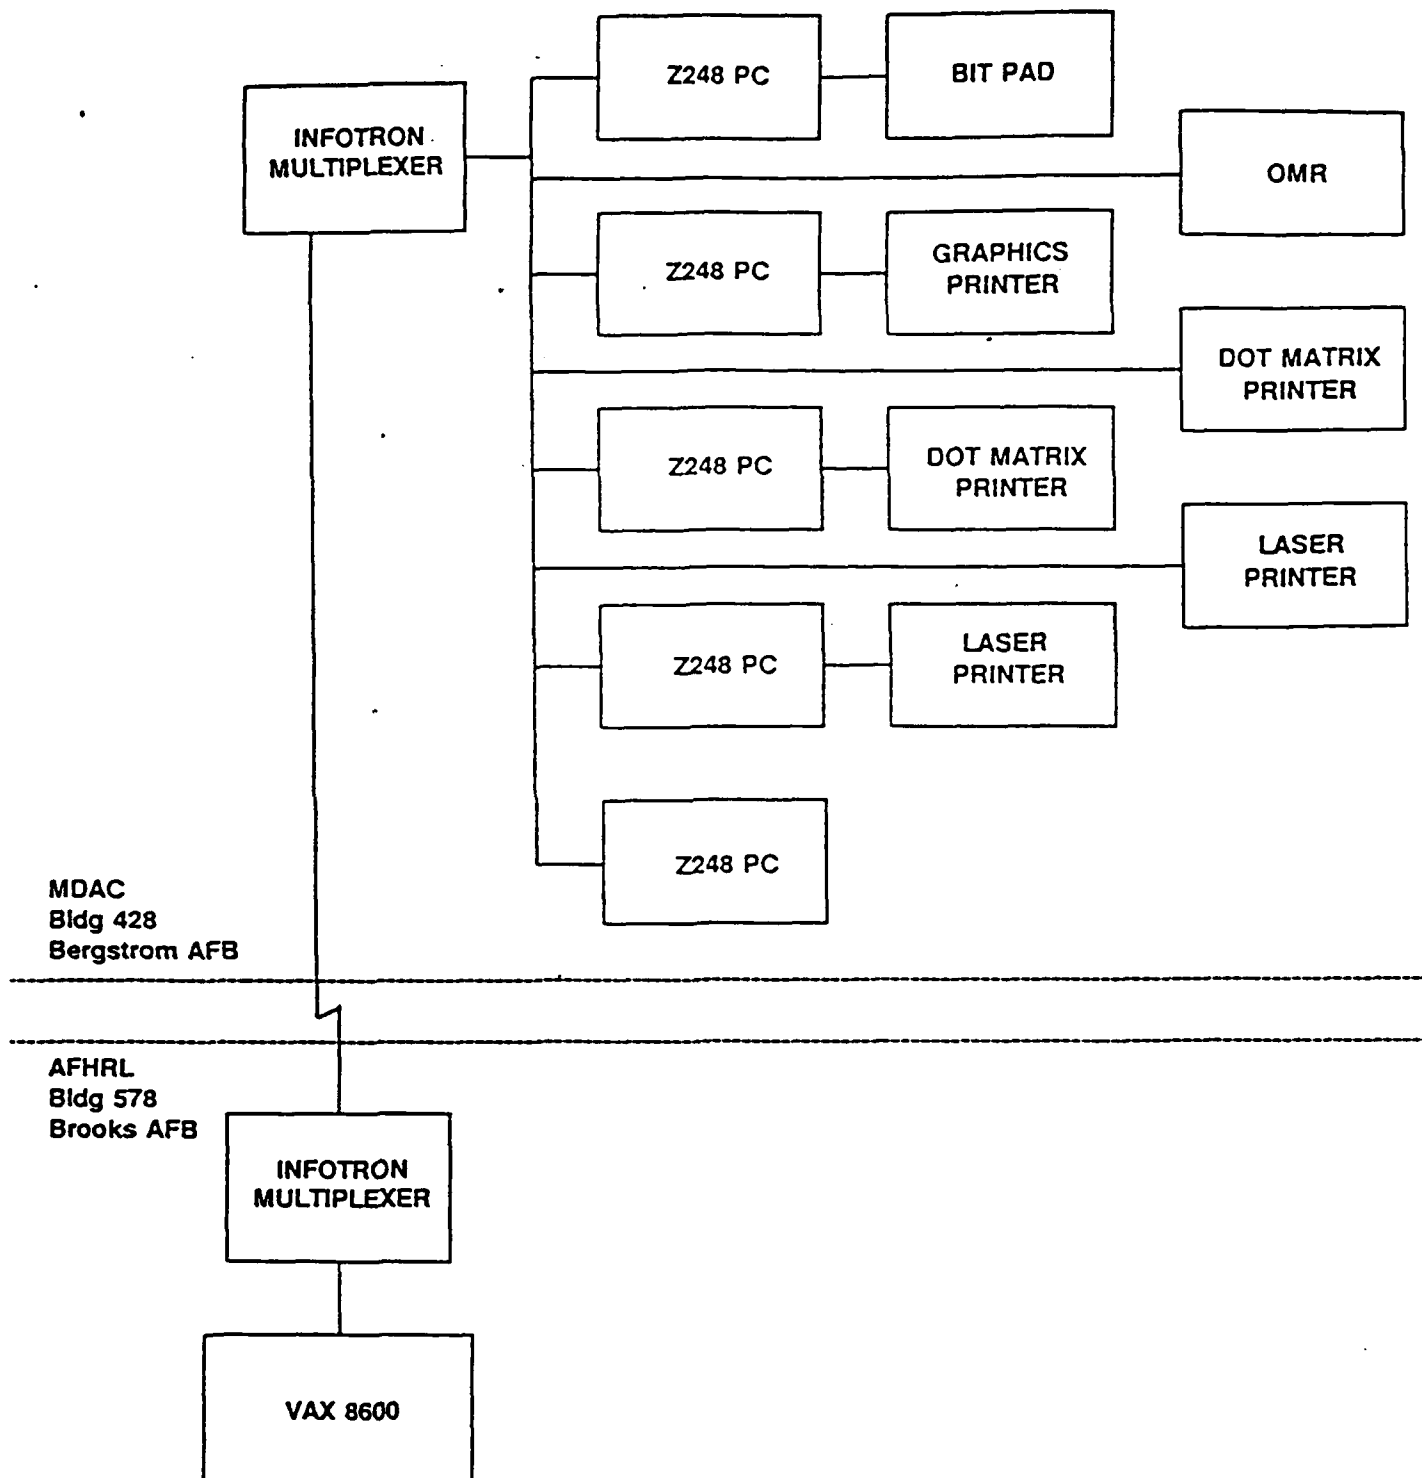 Z248 PC
BIT PAD
INFOTRON
MULTIPLEXER
OMR
Z248 PC
GRAPHICS
PRINTER
DOT MATRIX
PRINTER
Z248 PC
DOT MATRIX
PRINTER
LASER
PRINTER
Z248 PC
LASER
PRINTER
Z248 PC
MDAC
Bldg 428
Bergstrom AFB
AFHRL
Bldg 578
Brooks AFB
INFOTRON
MULTIPLEXER
VAX 8600